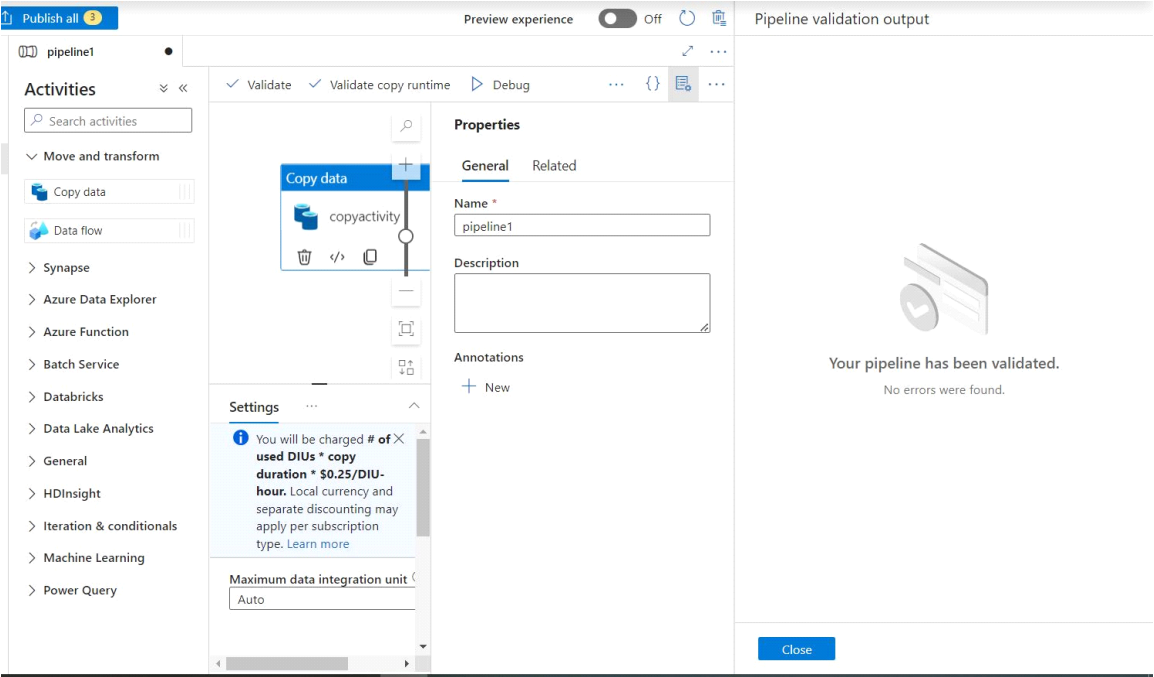 Publish all 3
Preview experience Off
Pipeline validation output
pipeline1
Activities
Validate Validate copy runtime Debug
Search activities
Move and transform
Copy data
Data flow
Synapse
Azure Data Explorer
Azure Function
Batch Service
Databricks
Data Lake Analytics
General
HDInsight
Iteration & conditionals
Machine Learning
Power Query
Copy data
copyactivity
Settings
You will be charged # of
used DIUs * copy
duration * $0.25/DIU-
hour. Local currency and
separate discounting may
apply per subscription
type. Learn more
Maximum data integration unit
Auto
Properties
General Related
Name *
pipeline1
Description
Annotations
New
Your pipeline has been validated.
No errors were found.
Close